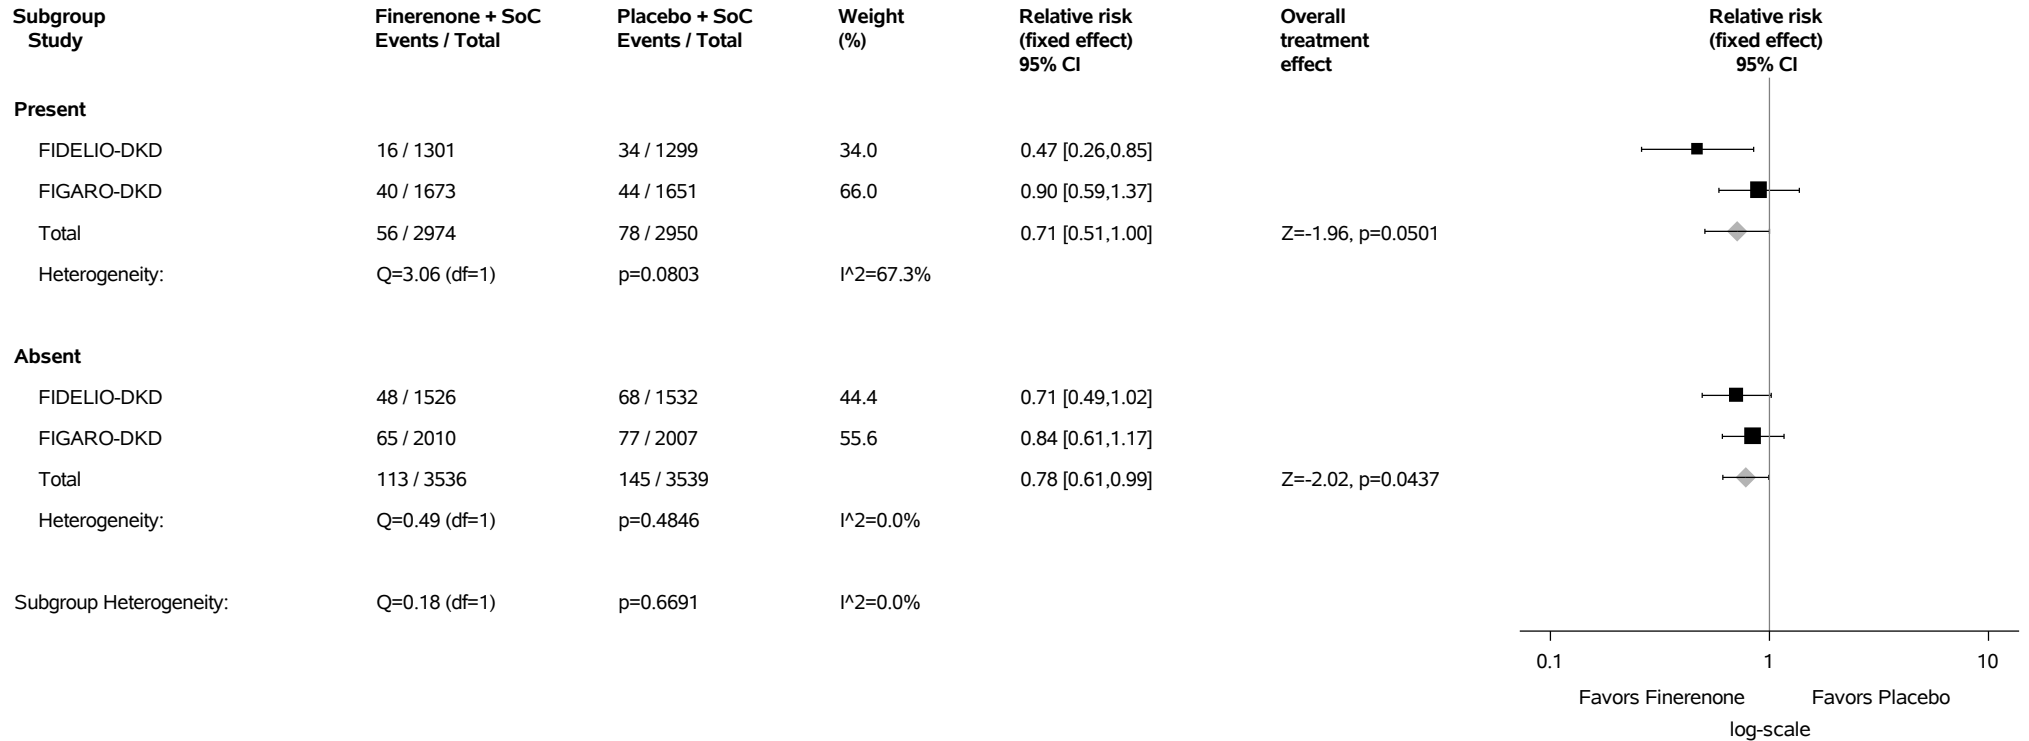 Subgroup Finerenone + SoC Placebo + SoC Weight Relative risk Overall Relative risk
Study Events / Total Events / Total (%) (fixed effect) treatment (fixed effect)
95% CI effect 95% CI
Present
FIDELIO-DKD 16 / 1301 34 / 1299 34.0 0.47 [0.26,0.85]
FIGARO-DKD 40 / 1673 44 / 1651 66.0 0.90 [0.59,1.37]
Total 56 / 2974 78 / 2950 0.71 [0.51,1.00] Z=-1.96, p=0.0501
Heterogeneity: Q=3.06 (df=1) p=0.0803 I^2=67.3%
Absent
FIDELIO-DKD 48 / 1526 68 / 1532 44.4 0.71 [0.49,1.02]
FIGARO-DKD 65 / 2010 77 / 2007 55.6 0.84 [0.61,1.17]
Total 113 / 3536 145 / 3539 0.78 [0.61,0.99] Z=-2.02, p=0.0437
Heterogeneity: Q=0.49 (df=1) p=0.4846 I^2=0.0%
Subgroup Heterogeneity: Q=0.18 (df=1) p=0.6691 I^2=0.0%
0.1 1 10
Favors Finerenone Favors Placebo
log-scale